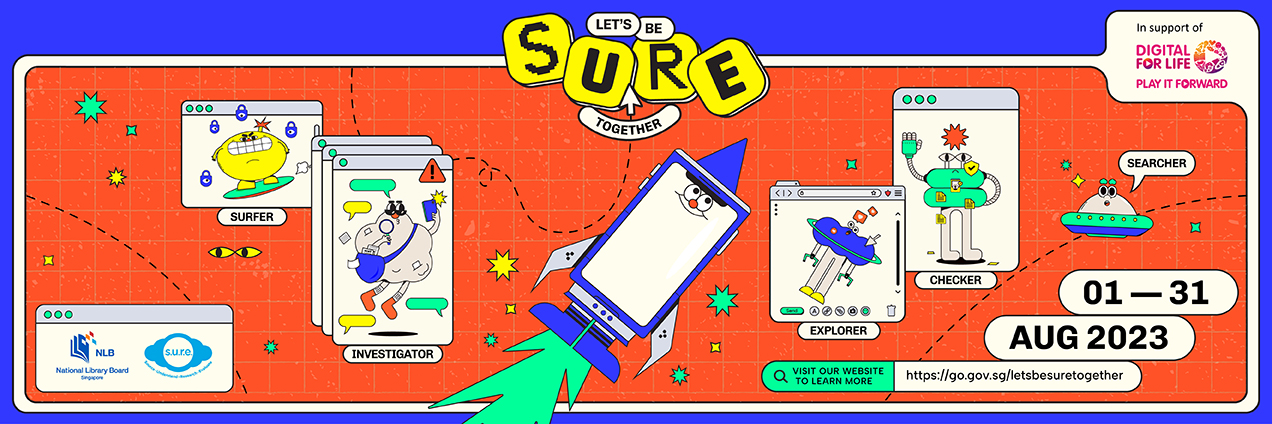 LET'S BE
SURE
TOGETHER
In support of
DIGITAL
FOR LIFE
PLAY IT FORWARD
SURFER
INVESTIGATOR
EXPLORER
Send
CHECKER
SEARCHER
NLB
National Library Board
Singapore
s.u.r.e.
01 — 31
AUG 2023
VISIT OUR WEBSITE
TO LEARN MORE
https://go.gov.sg/letsbesuretogether